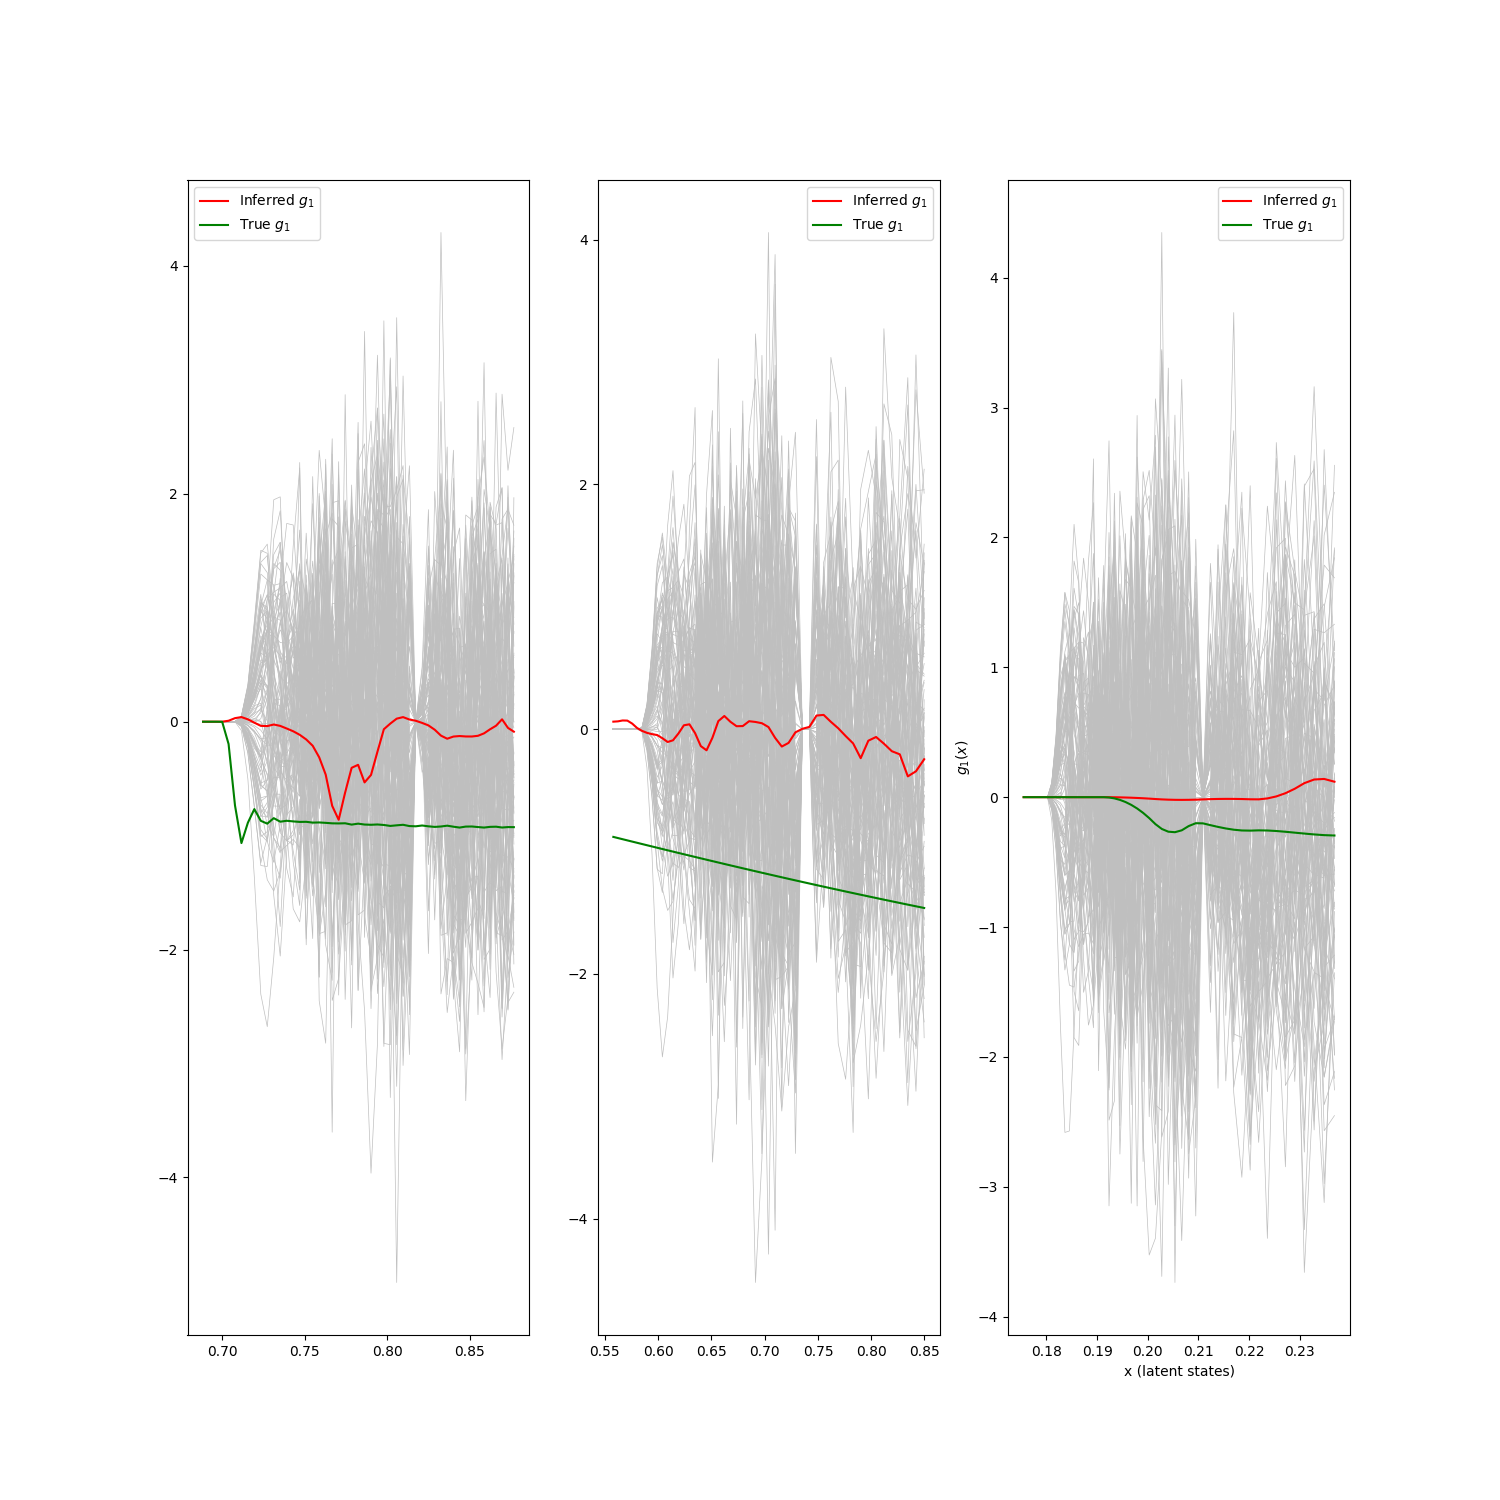 Inferred g₁
True g₁
4
2
0
−2
−4
0.70 0.75 0.80 0.85
Inferred g₁
True g₁
4
2
0
−2
−4
0.55 0.60 0.65 0.70 0.75 0.80 0.85
Inferred g₁
True g₁
g₁(x)
4
3
2
1
0
−1
−2
−3
−4
0.18 0.19 0.20 0.21 0.22 0.23
x (latent states)